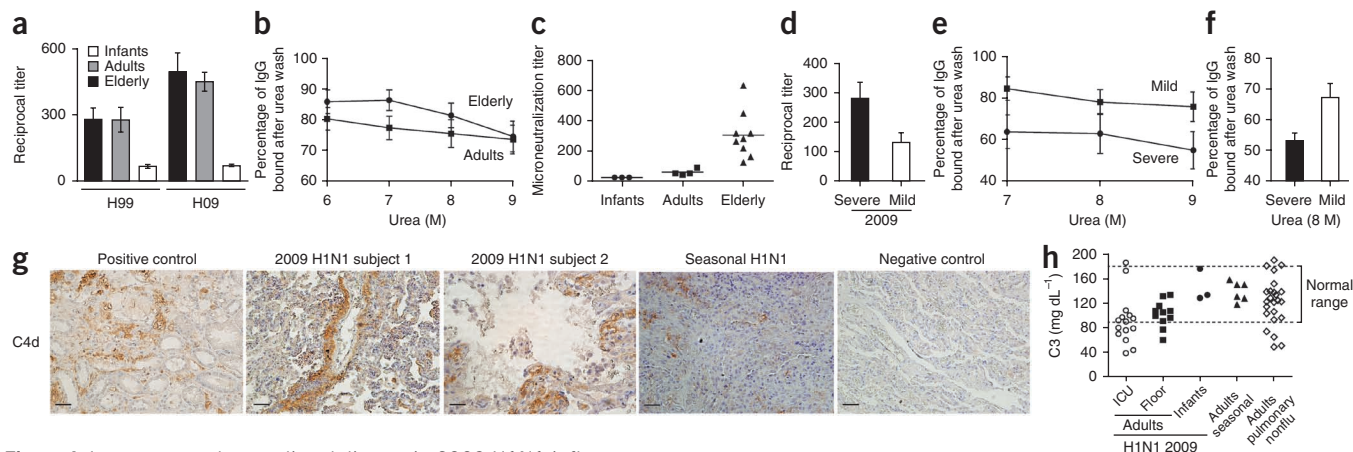 a
Reciprocal titer
600
300
0
Infants
Adults
Elderly
H99
H09
b
Percentage of IgG
bound after urea wash
100
90
80
70
60
Elderly
Adults
6
7
8
9
Urea (M)
c
Microneutralization titer
800
600
400
200
0
Infants
Adults
Elderly
d
Reciprocal titer
400
300
200
100
0
Severe Mild
2009
e
Percentage of IgG
bound after urea wash
100
80
60
40
Mild
Severe
7
8
9
Urea (M)
f
Percentage of IgG
bound after urea wash
80
70
60
50
40
Severe Mild
Urea (8 M)
g
Positive control
2009 H1N1 subject 1
2009 H1N1 subject 2
Seasonal H1N1
Negative control
C4d
h
C3 (mg dL⁻¹)
200
160
120
80
40
0
Normal
range
ICU
Floor
Infants
Adults
seasonal
Adults
pulmonary
nonflu
Adults
H1N1 2009